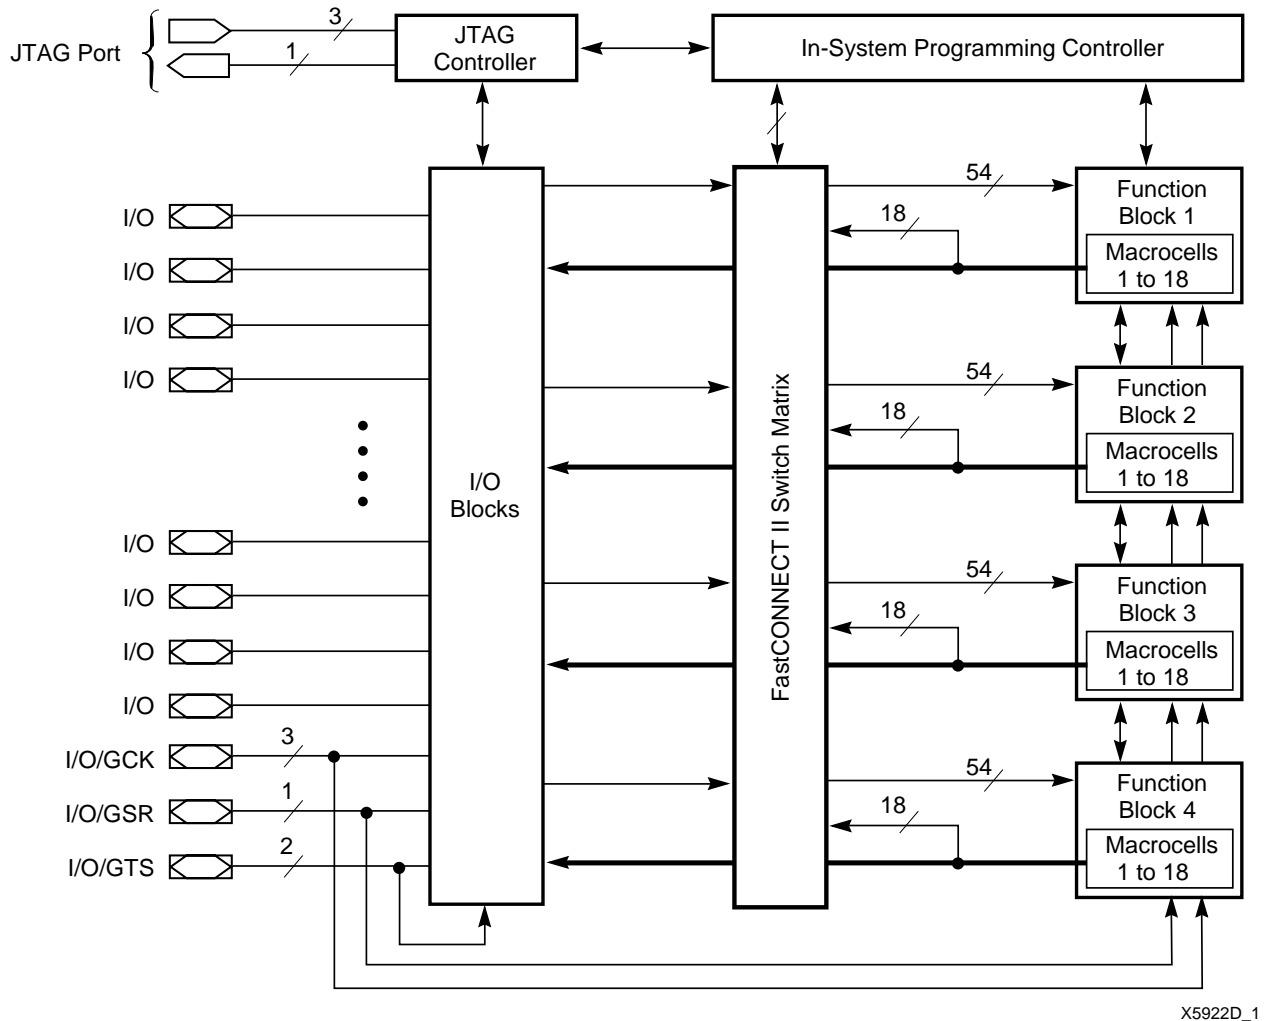 JTAG Port
3
1
JTAG
Controller
In-System Programming Controller
I/O
I/O
I/O
I/O
I/O
I/O
I/O
I/O
I/O/GCK
3
I/O/GSR
1
I/O/GTS
2
I/O
Blocks
FastCONNECT II Switch Matrix
54
18
Function
Block 1
Macrocells
1 to 18
54
18
Function
Block 2
Macrocells
1 to 18
54
18
Function
Block 3
Macrocells
1 to 18
54
18
Function
Block 4
Macrocells
1 to 18
X5922D_1